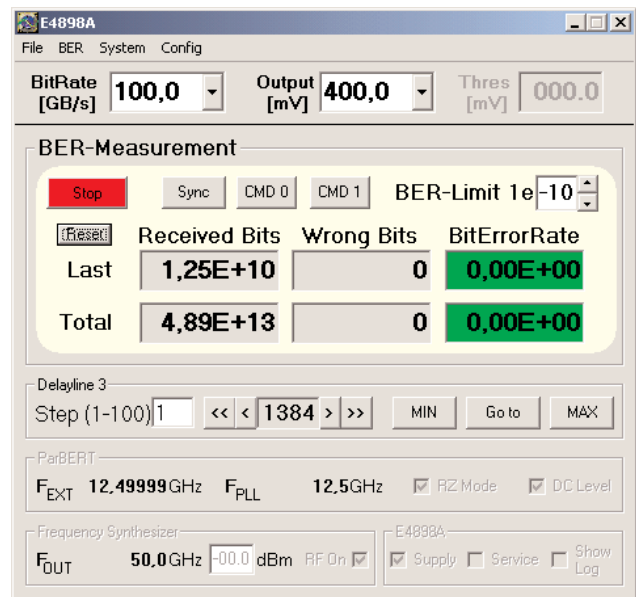 E4898A
File BER System Config
BitRate [GB/s] 100,0 Output [mV] 400,0 Thres [mV] 000.0
BER-Measurement
Stop Sync CMD 0 CMD 1 BER-Limit 1e -10
Reset Received Bits Wrong Bits BitErrorRate
Last 1,25E+10 0 0,00E+00
Total 4,89E+13 0 0,00E+00
Delayline 3
Step (1-100) 1 << < 1384 > >> MIN Go to MAX
ParBERT
FEXT 12,49999GHz FPLL 12,5GHz RZ Mode DC Level
Frequency Synthesizer E4898A
FOUT 50,0GHz -00.0 dBm RF On Supply Service Show Log